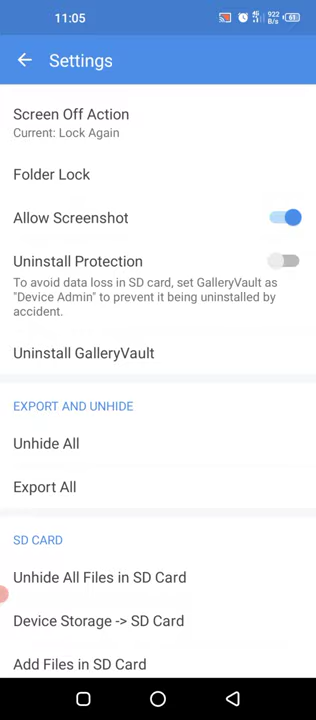 11:05
4G
922
B/s
61
Settings
Screen Off Action
Current: Lock Again
Folder Lock
Allow Screenshot
Uninstall Protection
To avoid data loss in SD card, set GalleryVault as
"Device Admin" to prevent it being uninstalled by
accident.
Uninstall GalleryVault
EXPORT AND UNHIDE
Unhide All
Export All
SD CARD
Unhide All Files in SD Card
Device Storage -> SD Card
Add Files in SD Card